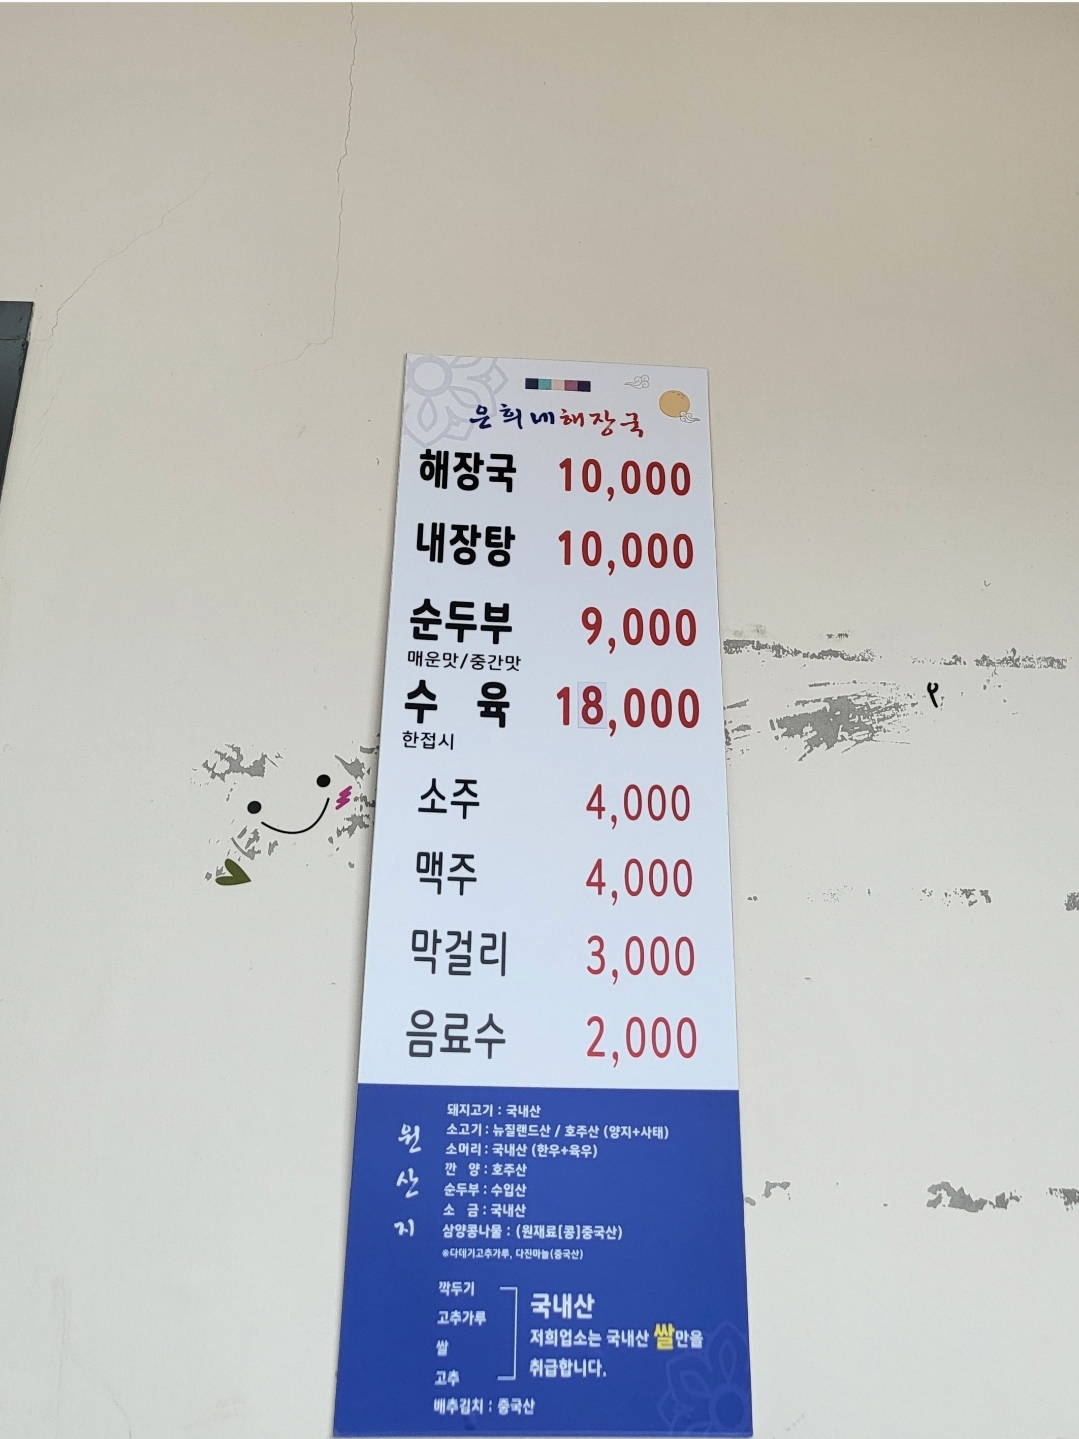 은희네해장국
해장국 10,000
내장탕 10,000
순두부 9,000
매운맛/중간맛
수 육 18,000
한접시
소주 4,000
맥주 4,000
막걸리 3,000
음료수 2,000
원산지
돼지고기 : 국내산
소고기 : 뉴질랜드산 / 호주산 (양지+사태)
소머리 : 국내산 (한우+육우)
깐 양 : 호주산
순두부 : 수입산
소 금 : 국내산
삼양콩나물 : (원재료[콩]중국산)
※다데기고추가루, 다진마늘(중국산)
깍두기
고추가루
쌀
고추
국내산
저희업소는 국내산 쌀만을
취급합니다.
배추김치 : 중국산